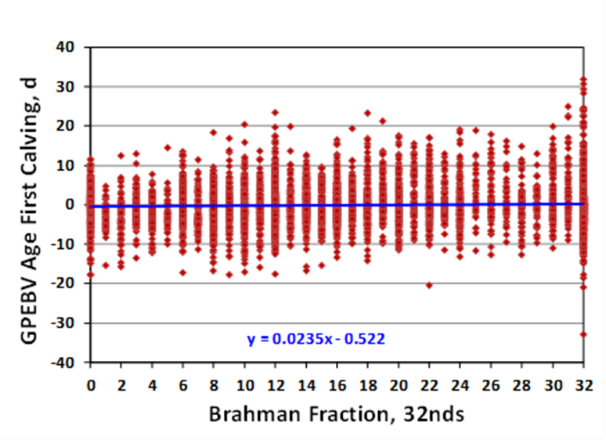 40
30
20
10
0
-10
-20
-30
-40
GPEBV Age First Calving, d
y = 0.0235x - 0.522
0 2 4 6 8 10 12 14 16 18 20 22 24 26 28 30 32
Brahman Fraction, 32nds